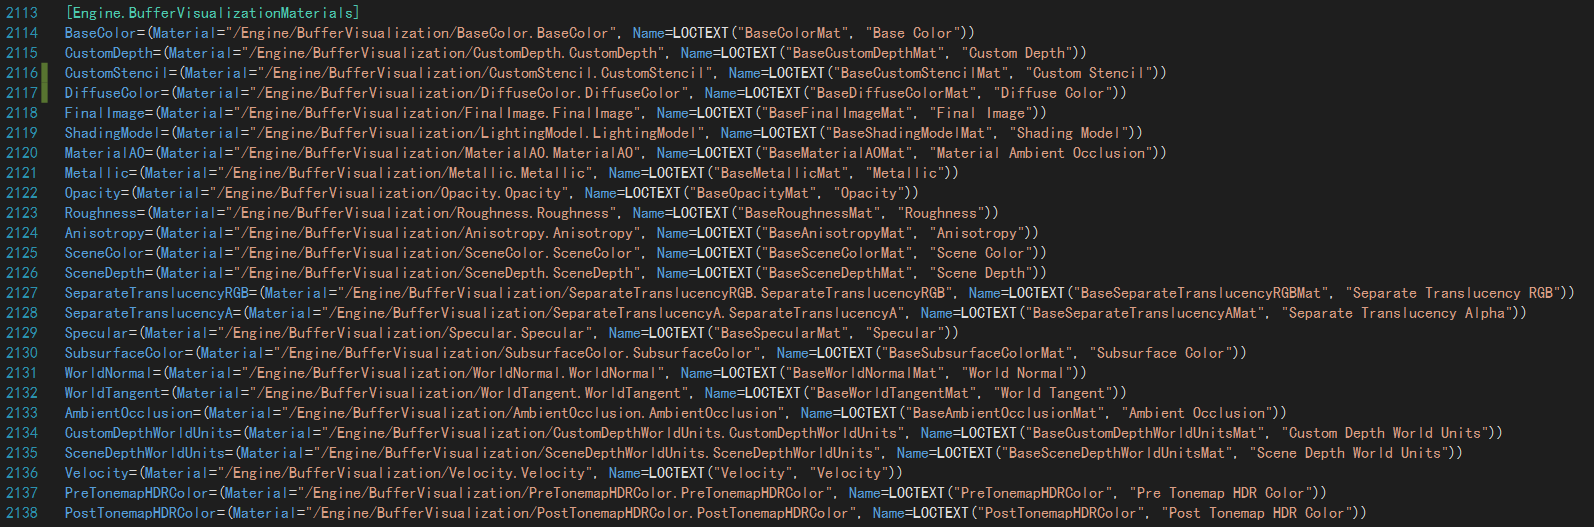 2113 [Engine.BufferVisualizationMaterials]
2114 BaseColor=(Material="/Engine/BufferVisualization/BaseColor.BaseColor", Name=LOCTEXT("BaseColorMat", "Base Color"))
2115 CustomDepth=(Material="/Engine/BufferVisualization/CustomDepth.CustomDepth", Name=LOCTEXT("BaseCustomDepthMat", "Custom Depth"))
2116 CustomStencil=(Material="/Engine/BufferVisualization/CustomStencil.CustomStencil", Name=LOCTEXT("BaseCustomStencilMat", "Custom Stencil"))
2117 DiffuseColor=(Material="/Engine/BufferVisualization/DiffuseColor.DiffuseColor", Name=LOCTEXT("BaseDiffuseColorMat", "Diffuse Color"))
2118 FinalImage=(Material="/Engine/BufferVisualization/FinalImage.FinalImage", Name=LOCTEXT("BaseFinalImageMat", "Final Image"))
2119 ShadingModel=(Material="/Engine/BufferVisualization/LightingModel.LightingModel", Name=LOCTEXT("BaseShadingModelMat", "Shading Model"))
2120 MaterialAO=(Material="/Engine/BufferVisualization/MaterialAO.MaterialAO", Name=LOCTEXT("BaseMaterialAOMat", "Material Ambient Occlusion"))
2121 Metallic=(Material="/Engine/BufferVisualization/Metallic.Metallic", Name=LOCTEXT("BaseMetallicMat", "Metallic"))
2122 Opacity=(Material="/Engine/BufferVisualization/Opacity.Opacity", Name=LOCTEXT("BaseOpacityMat", "Opacity"))
2123 Roughness=(Material="/Engine/BufferVisualization/Roughness.Roughness", Name=LOCTEXT("BaseRoughnessMat", "Roughness"))
2124 Anisotropy=(Material="/Engine/BufferVisualization/Anisotropy.Anisotropy", Name=LOCTEXT("BaseAnisotropyMat", "Anisotropy"))
2125 SceneColor=(Material="/Engine/BufferVisualization/SceneColor.SceneColor", Name=LOCTEXT("BaseSceneColorMat", "Scene Color"))
2126 SceneDepth=(Material="/Engine/BufferVisualization/SceneDepth.SceneDepth", Name=LOCTEXT("BaseSceneDepthMat", "Scene Depth"))
2127 SeparateTranslucencyRGB=(Material="/Engine/BufferVisualization/SeparateTranslucencyRGB.SeparateTranslucencyRGB", Name=LOCTEXT("BaseSeparateTranslucencyRGBMat", "Separate Translucency RGB"))
2128 SeparateTranslucencyA=(Material="/Engine/BufferVisualization/SeparateTranslucencyA.SeparateTranslucencyA", Name=LOCTEXT("BaseSeparateTranslucencyAMat", "Separate Translucency Alpha"))
2129 Specular=(Material="/Engine/BufferVisualization/Specular.Specular", Name=LOCTEXT("BaseSpecularMat", "Specular"))
2130 SubsurfaceColor=(Material="/Engine/BufferVisualization/SubsurfaceColor.SubsurfaceColor", Name=LOCTEXT("BaseSubsurfaceColorMat", "Subsurface Color"))
2131 WorldNormal=(Material="/Engine/BufferVisualization/WorldNormal.WorldNormal", Name=LOCTEXT("BaseWorldNormalMat", "World Normal"))
2132 WorldTangent=(Material="/Engine/BufferVisualization/WorldTangent.WorldTangent", Name=LOCTEXT("BaseWorldTangentMat", "World Tangent"))
2133 AmbientOcclusion=(Material="/Engine/BufferVisualization/AmbientOcclusion.AmbientOcclusion", Name=LOCTEXT("BaseAmbientOcclusionMat", "Ambient Occlusion"))
2134 CustomDepthWorldUnits=(Material="/Engine/BufferVisualization/CustomDepthWorldUnits.CustomDepthWorldUnits", Name=LOCTEXT("BaseCustomDepthWorldUnitsMat", "Custom Depth World Units"))
2135 SceneDepthWorldUnits=(Material="/Engine/BufferVisualization/SceneDepthWorldUnits.SceneDepthWorldUnits", Name=LOCTEXT("BaseSceneDepthWorldUnitsMat", "Scene Depth World Units"))
2136 Velocity=(Material="/Engine/BufferVisualization/Velocity.Velocity", Name=LOCTEXT("Velocity", "Velocity"))
2137 PreTonemapHDRColor=(Material="/Engine/BufferVisualization/PreTonemapHDRColor.PreTonemapHDRColor", Name=LOCTEXT("PreTonemapHDRColor", "Pre Tonemap HDR Color"))
2138 PostTonemapHDRColor=(Material="/Engine/BufferVisualization/PostTonemapHDRColor.PostTonemapHDRColor", Name=LOCTEXT("PostTonemapHDRColor", "Post Tonemap HDR Color"))